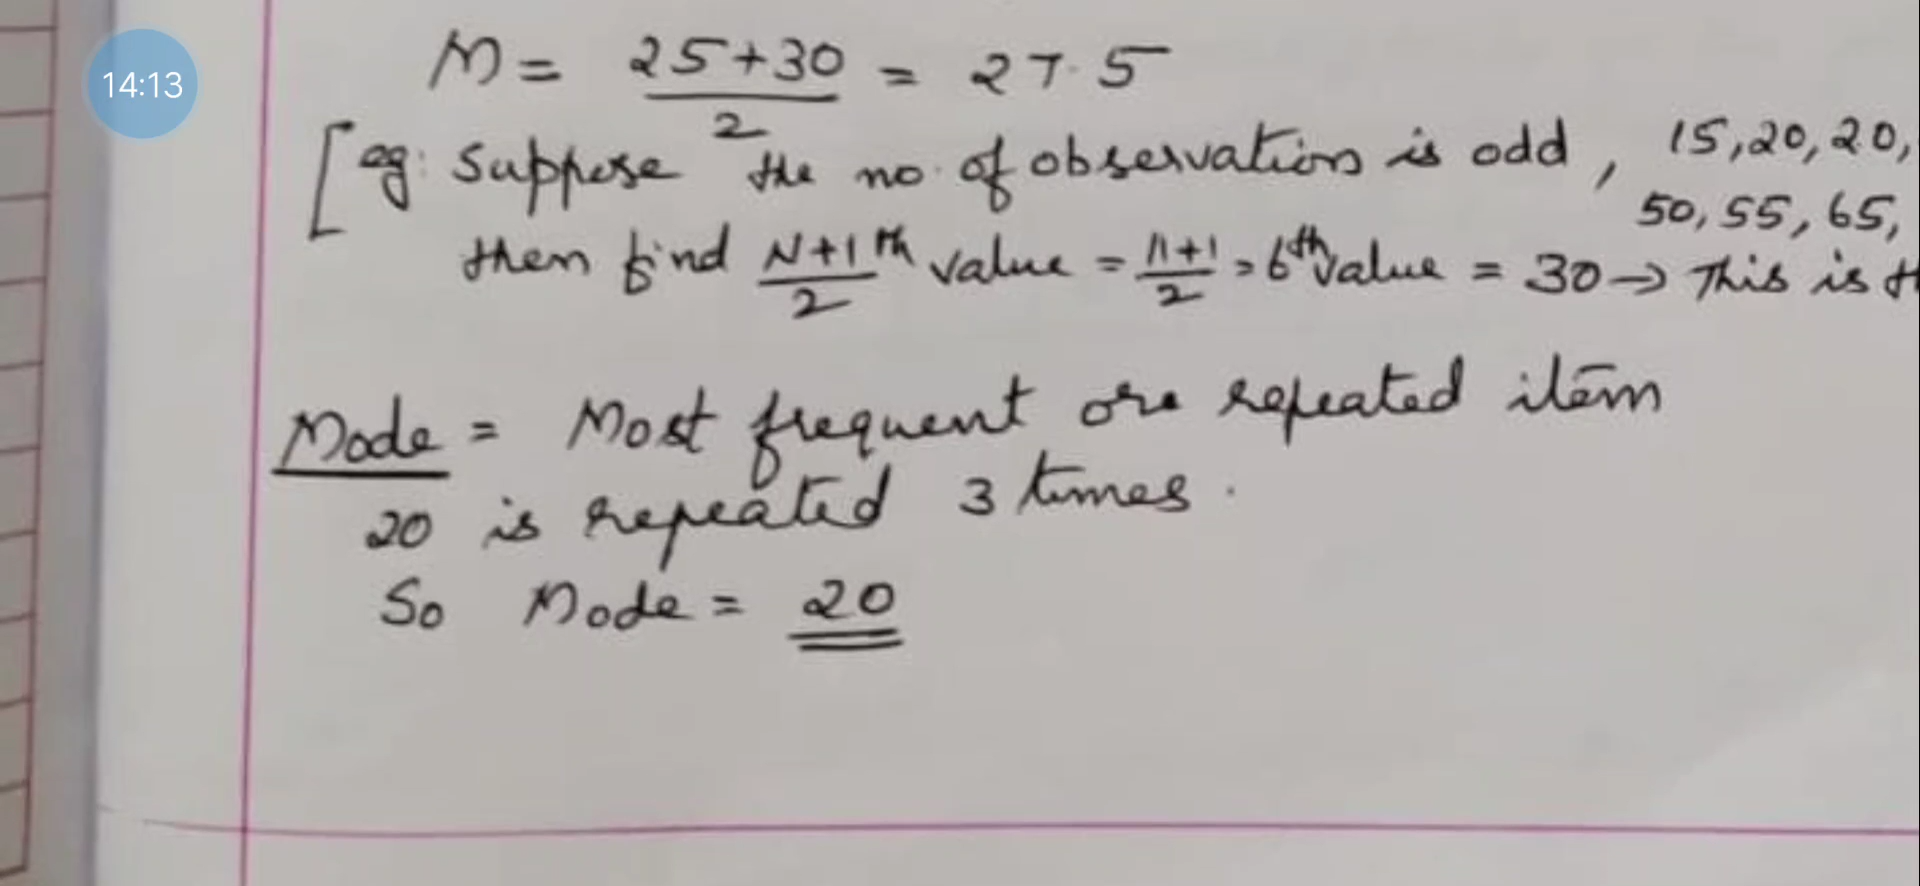 14:13
M = 25+30/2 = 27.5
[eg: Suppose the no. of observations is odd, 15, 20, 20,
50, 55, 65,
then find N+1/2 th value = 11+1/2 = 6th value = 30 → This is
Mode = Most frequent or repeated item
20 is repeated 3 times.
So Mode = 20